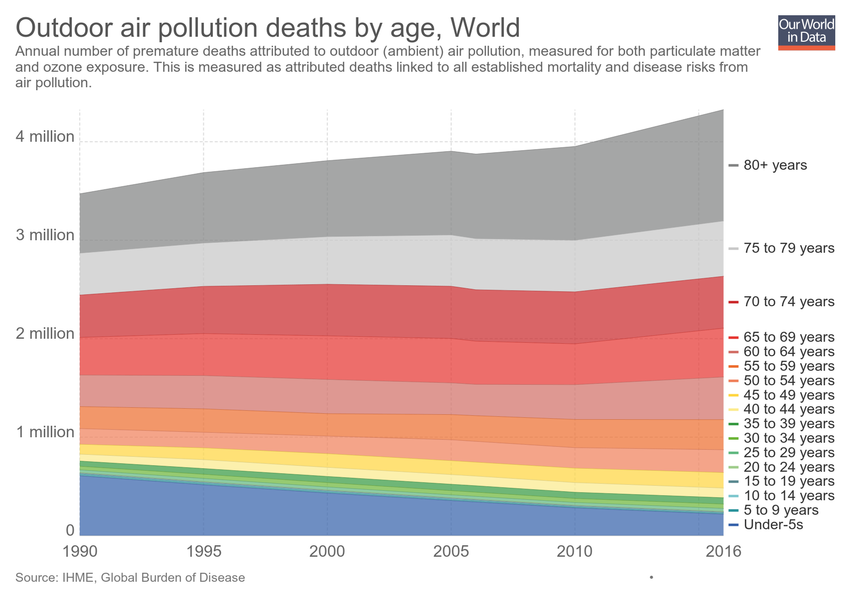 Outdoor air pollution deaths by age, World
Our World
in Data
Annual number of premature deaths attributed to outdoor (ambient) air pollution, measured for both particulate matter
and ozone exposure. This is measured as attributed deaths linked to all established mortality and disease risks from
air pollution.
4 million
3 million
2 million
1 million
0
80+ years
75 to 79 years
70 to 74 years
65 to 69 years
60 to 64 years
55 to 59 years
50 to 54 years
45 to 49 years
40 to 44 years
35 to 39 years
30 to 34 years
25 to 29 years
20 to 24 years
15 to 19 years
10 to 14 years
5 to 9 years
Under-5s
1990 1995 2000 2005 2010 2016
Source: IHME, Global Burden of Disease